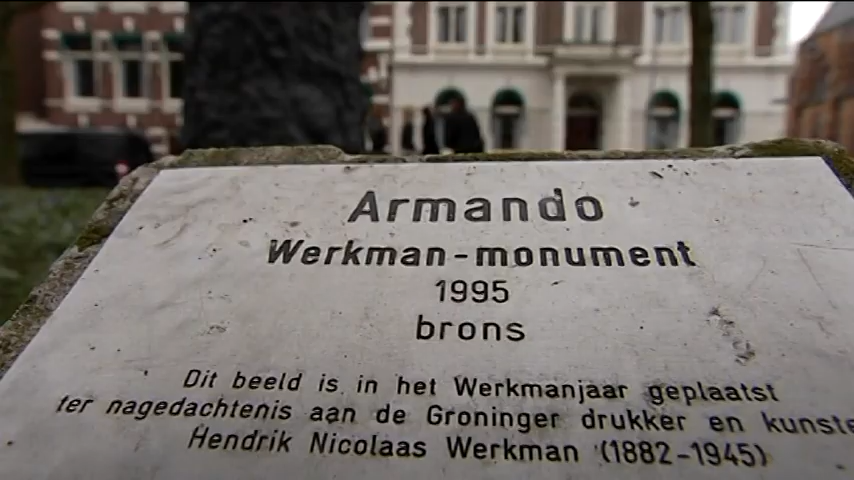 Armando
Werkman-monument
1995
brons
Dit beeld is in het Werkmanjaar geplaatst
ter nagedachtenis aan de Groninger drukker en kunste
Hendrik Nicolaas Werkman (1882-1945)